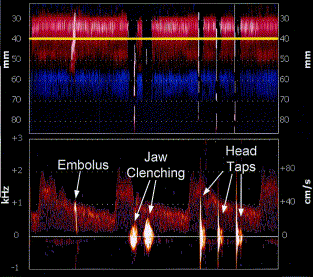 30
40
50
60
70
80
mm
30
40
50
60
70
80
mm
+3
+2
+1
0
-1
kHz
Embolus
Jaw
Clenching
Head
Taps
+80
+40
0
cm/s